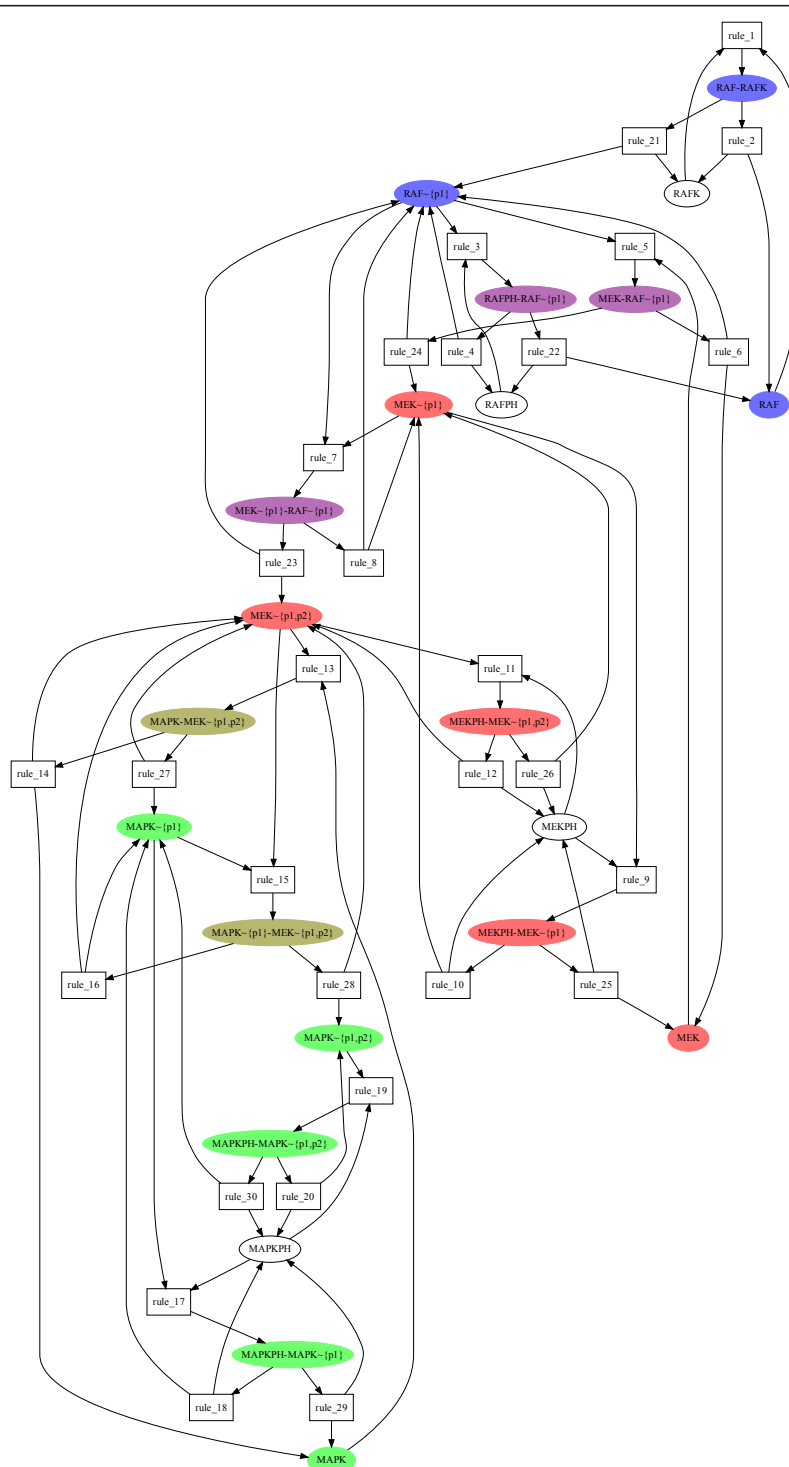 rule_1
RAF-RAFK
rule_21
rule_2
RAF~{p1}
RAFK
rule_3
rule_5
RAFPH-RAF~{p1}
MEK-RAF~{p1}
rule_24
rule_4
rule_22
rule_6
MEK~{p1}
RAFPH
RAF
rule_7
MEK~{p1}-RAF~{p1}
rule_23
rule_8
MEK~{p1,p2}
rule_13
rule_11
MAPK-MEK~{p1,p2}
MEKPH-MEK~{p1,p2}
rule_14
rule_27
rule_12
rule_26
MAPK~{p1}
MEKPH
rule_15
rule_9
MAPK~{p1}-MEK~{p1,p2}
MEKPH-MEK~{p1}
rule_16
rule_28
rule_10
rule_25
MAPK~{p1,p2}
MEK
rule_19
MAPKPH-MAPK~{p1,p2}
rule_30
rule_20
MAPKPH
rule_17
MAPKPH-MAPK~{p1}
rule_18
rule_29
MAPK